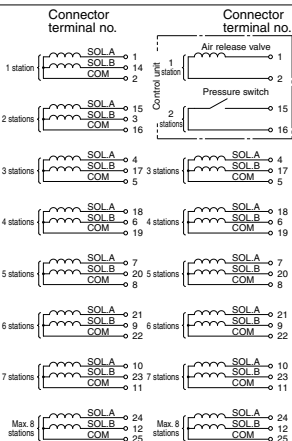 Connector
terminal no.
1 station
SOL.A 1
SOL.B 14
COM 2
2 stations
SOL.A 15
SOL.B 3
COM 16
3 stations
SOL.A 4
SOL.B 17
COM 5
4 stations
SOL.A 18
SOL.B 6
COM 19
5 stations
SOL.A 7
SOL.B 20
COM 8
6 stations
SOL.A 21
SOL.B 9
COM 22
7 stations
SOL.A 10
SOL.B 23
COM 11
Max. 8
stations
SOL.A 24
SOL.B 12
COM 25
Connector
terminal no.
Control unit
1
station
Air release valve
1
2
2
stations
Pressure switch
15
16
3 stations
SOL.A 4
SOL.B 17
COM 5
4 stations
SOL.A 18
SOL.B 6
COM 19
5 stations
SOL.A 7
SOL.B 20
COM 8
6 stations
SOL.A 21
SOL.B 9
COM 22
7 stations
SOL.A 10
SOL.B 23
COM 11
Max. 8
stations
SOL.A 24
SOL.B 12
COM 25